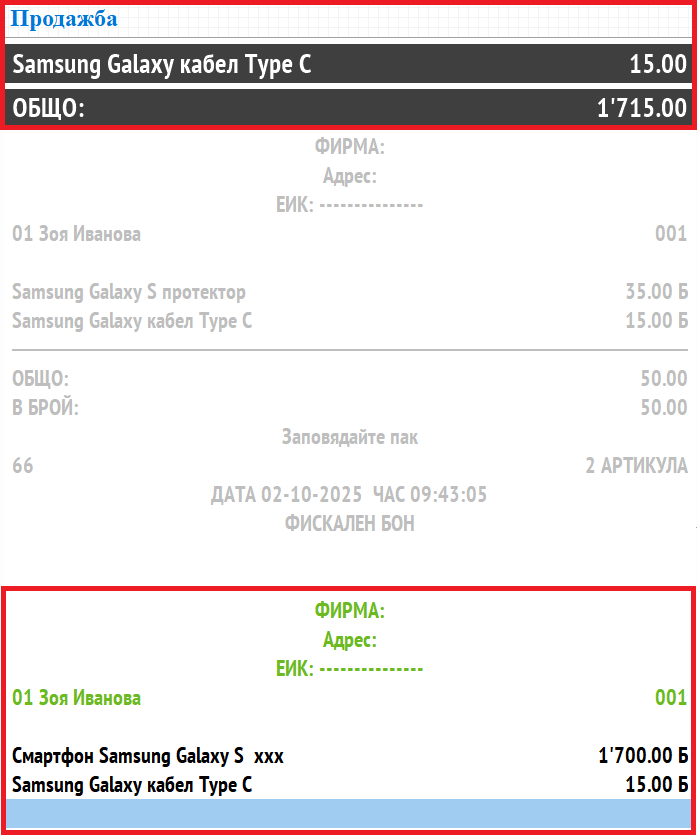 Продажба
Samsung Galaxy кабел Type C 15.00
ОБЩО: 1'715.00
ФИРМА:
Адрес:
ЕИК: ---------------
01 Зоя Иванова 001
Samsung Galaxy S протектор 35.00 Б
Samsung Galaxy кабел Type C 15.00 Б
ОБЩО: 50.00
В БРОЙ: 50.00
Заповядайте пак
66 2 АРТИКУЛА
ДАТА 02-10-2025 ЧАС 09:43:05
ФИСКАЛЕН БОН
ФИРМА:
Адрес:
ЕИК: ---------------
01 Зоя Иванова 001
Смартфон Samsung Galaxy S xxx 1'700.00 Б
Samsung Galaxy кабел Type C 15.00 Б